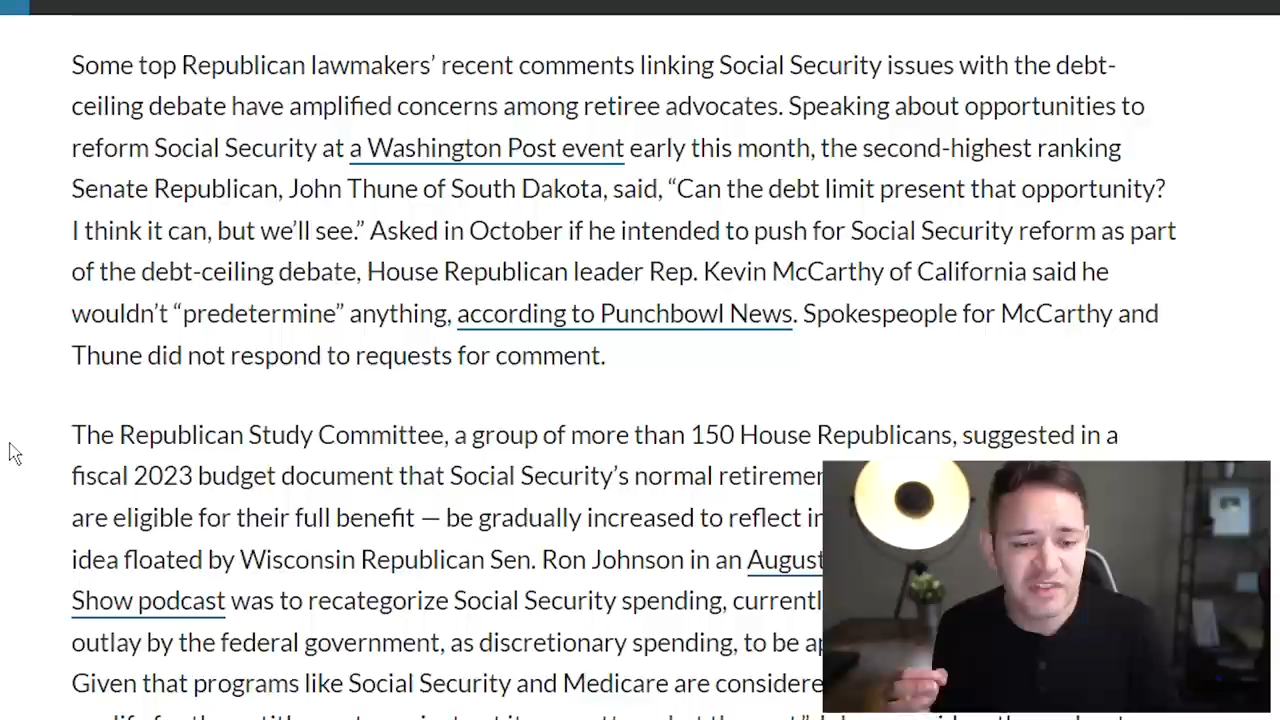 Some top Republican lawmakers’ recent comments linking Social Security issues with the debt-
ceiling debate have amplified concerns among retiree advocates. Speaking about opportunities to
reform Social Security at a Washington Post event early this month, the second-highest ranking
Senate Republican, John Thune of South Dakota, said, “Can the debt limit present that opportunity?
I think it can, but we’ll see.” Asked in October if he intended to push for Social Security reform as part
of the debt-ceiling debate, House Republican leader Rep. Kevin McCarthy of California said he
wouldn’t “predetermine” anything, according to Punchbowl News. Spokespeople for McCarthy and
Thune did not respond to requests for comment.
The Republican Study Committee, a group of more than 150 House Republicans, suggested in a
fiscal 2023 budget document that Social Security’s normal
are eligible for their full benefit — be gradually increased to reflect
idea floated by Wisconsin Republican Sen. Ron Johnson in an August
Show podcast was to recategorize Social Security spending,
outlay by the federal government, as discretionary spending, to be
Given that programs like Social Security and Medicare are